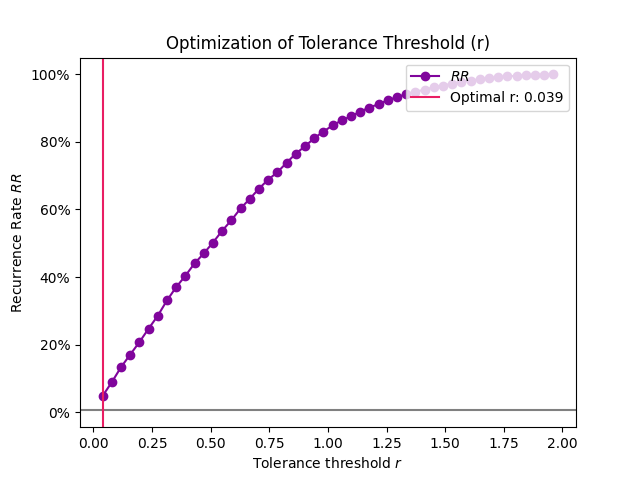 Optimization of Tolerance Threshold (r)
RR
Optimal r: 0.039
Recurrence Rate RR
100%
80%
60%
40%
20%
0%
0.00 0.25 0.50 0.75 1.00 1.25 1.50 1.75 2.00
Tolerance threshold r